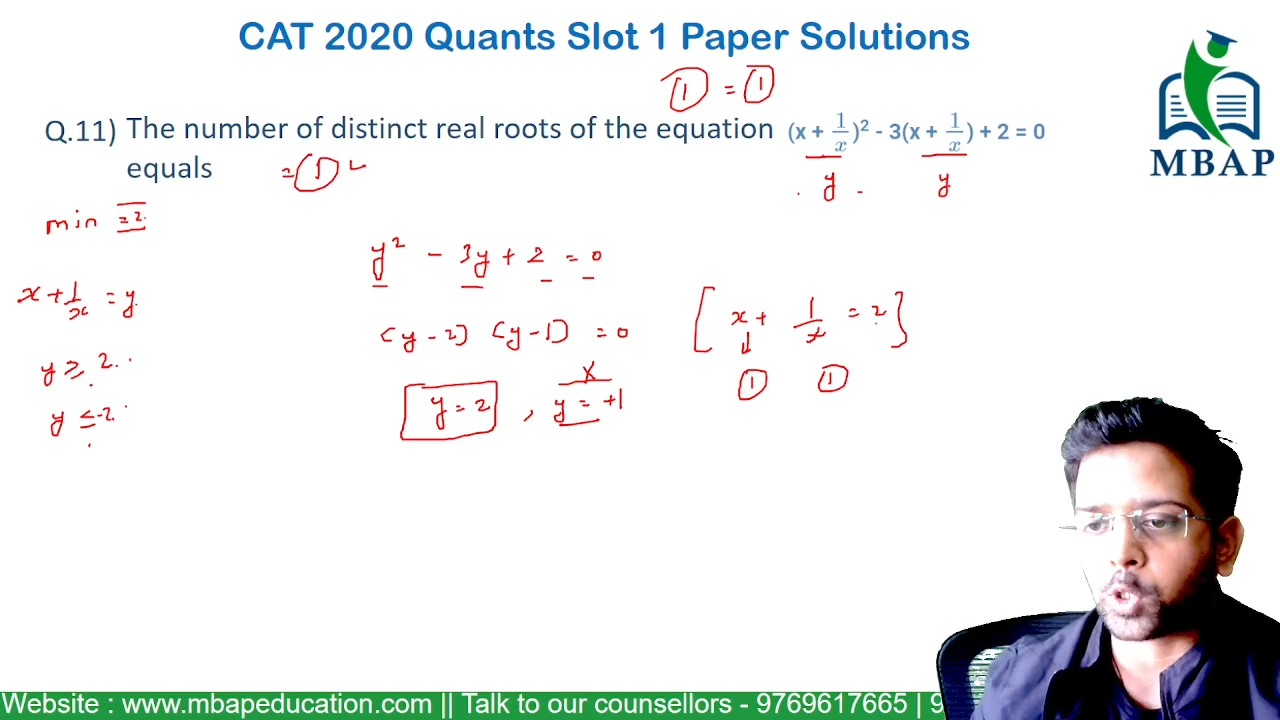 CAT 2020 Quants Slot 1 Paper Solutions
1 = 1
Q.11) The number of distinct real roots of the equation (x + 1/x)² - 3(x + 1/x) + 2 = 0
equals = 1
y y
MBAP
min = 2
y² - 3y + 2 = 0
x + 1/x = y
(y - 2) (y - 1) = 0
[x + 1/x = 2]
y ≥ 2
x
1 1
y ≤ -2
y = 2 , y = +1
Website : www.mbapeducation.com || Talk to our counsellors - 9769617665 | 9